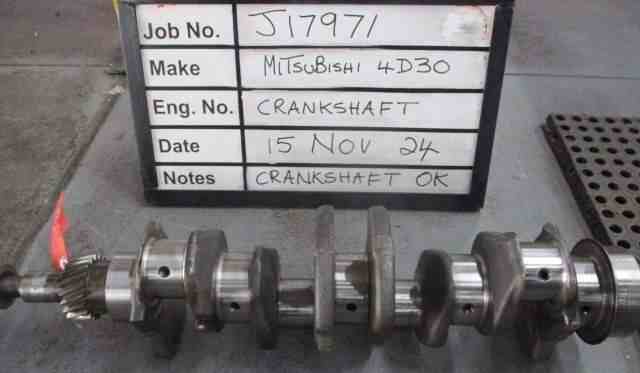 Job No. J17971
Make MITSUBISHI 4D30
Eng. No. CRANKSHAFT
Date 15 NOV 24
Notes CRANKSHAFT OK